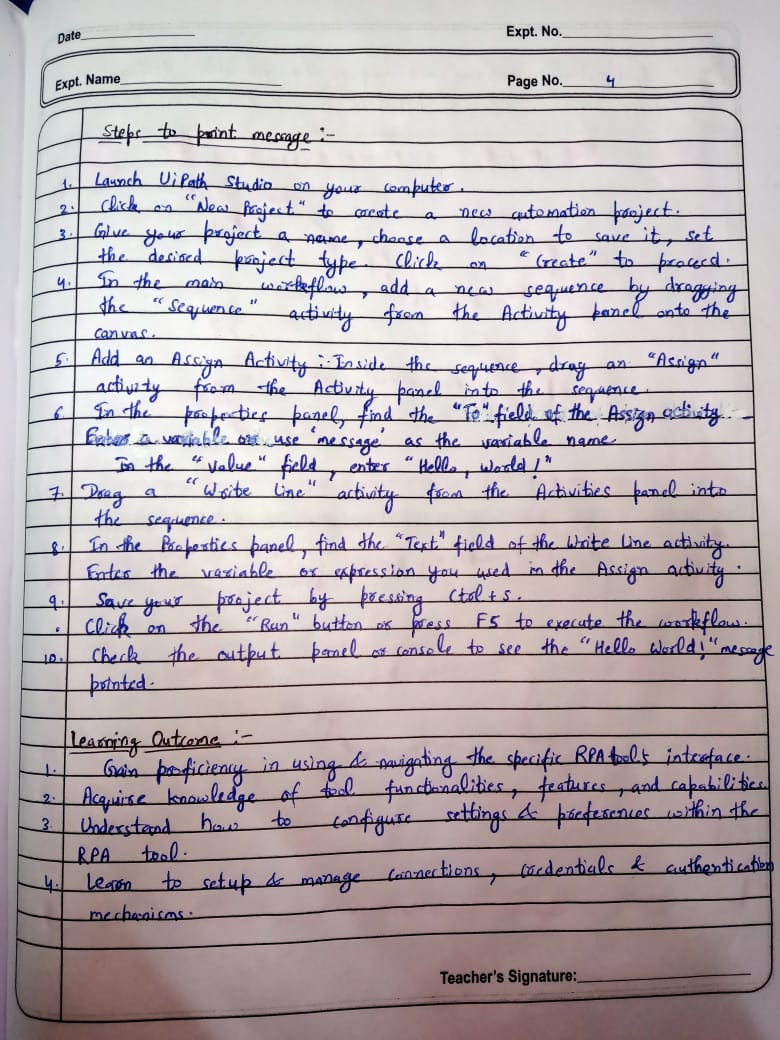 Date
Expt. No.
Expt. Name
Page No. 4
Steps to print message :-
1. Launch UiPath Studio on your computer.
2. Click on "New Project" to create a new automation project.
3. Give your project a name, choose a location to save it, set
the desired project type. Click on "Create" to proceed.
4. In the main workflow, add a new sequence by dragging
the "Sequence" activity from the Activity panel onto the
canvas.
5. Add an Assign Activity :- Inside the sequence, drag an "Assign"
activity from the Activity panel into the sequence.
6. In the properties panel, find the "To" field of the Assign activity.
Enter a variable or use 'message' as the variable name
In the "value" field, enter "Hello, World!"
7. Drag a "Write Line" activity from the Activities panel into
the sequence.
8. In the Properties panel, find the "Text" field of the Write Line activity.
Enter the variable or expression you used in the Assign activity.
9. Save your project by pressing Ctrl+s.
. Click on the "Run" button or press F5 to execute the workflow.
10. Check the output panel or console to see the "Hello World!" message
printed.
Learning Outcome :-
1. Gain proficiency in using & navigating the specific RPA tool's interface.
2. Acquire knowledge of tool functionalities, features, and capabilities.
3. Understand how to configure settings & preferences within the
RPA tool.
4. Learn to setup & manage connections, credentials & authentication
mechanisms.
Teacher's Signature: